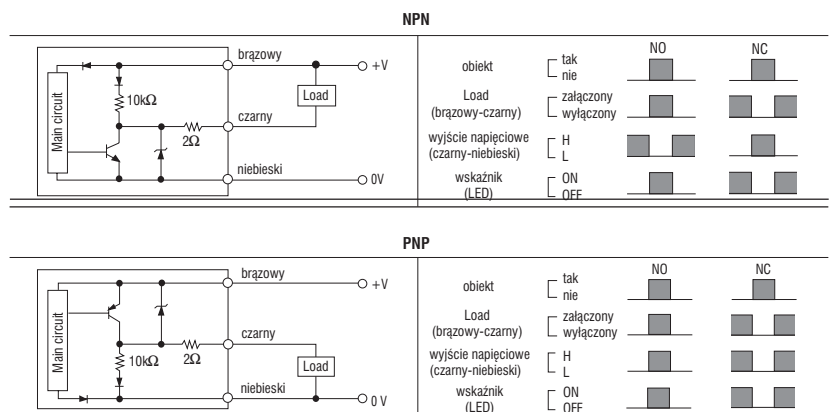 NPN
Main circuit
10kΩ
2Ω
brązowy
Load
czarny
niebieski
+V
0V
NO NC
obiekt tak
nie
Load załączony
(brązowy-czarny) wyłączony
wyjście napięciowe H
(czarny-niebieski) L
wskaźnik ON
(LED) OFF
PNP
Main circuit
10kΩ
2Ω
brązowy
czarny
Load
niebieski
+V
0 V
NO NC
obiekt tak
nie
Load załączony
(brązowy-czarny) wyłączony
wyjście napięciowe H
(czarny-niebieski) L
wskaźnik ON
(LED) OFF